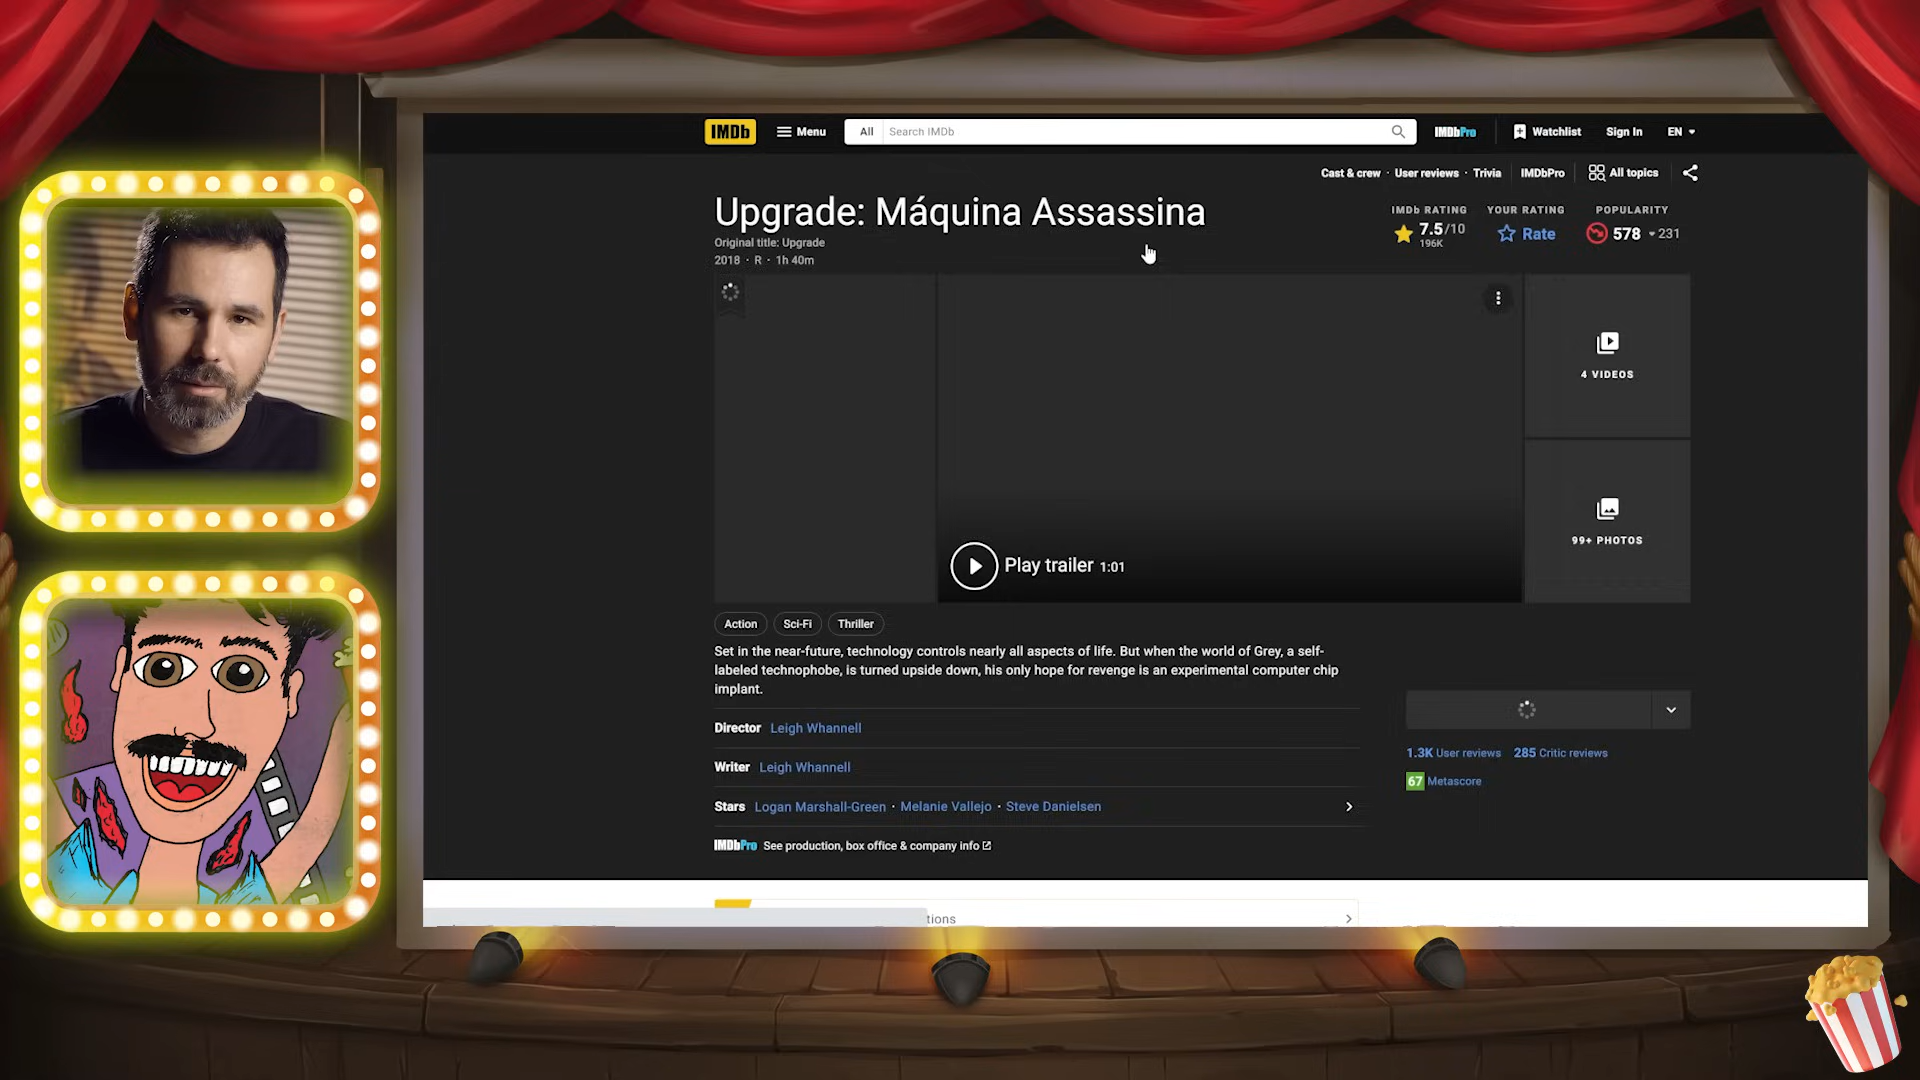 IMDb Menu All Search IMDb IMDbPro Watchlist Sign In EN
Cast & crew · User reviews · Trivia IMDbPro All topics
Upgrade: Máquina Assassina
Original title: Upgrade
2018 · R · 1h 40m
IMDb RATING YOUR RATING POPULARITY
7.5/10 Rate 578 231
196K
4 VIDEOS
99+ PHOTOS
Play trailer 1:01
Action Sci-Fi Thriller
Set in the near-future, technology controls nearly all aspects of life. But when the world of Grey, a self-
labeled technophobe, is turned upside down, his only hope for revenge is an experimental computer chip
implant.
Director Leigh Whannell
Writer Leigh Whannell
Stars Logan Marshall-Green · Melanie Vallejo · Steve Danielsen
IMDbPro See production, box office & company info
1.3K User reviews 285 Critic reviews
67 Metascore
tions